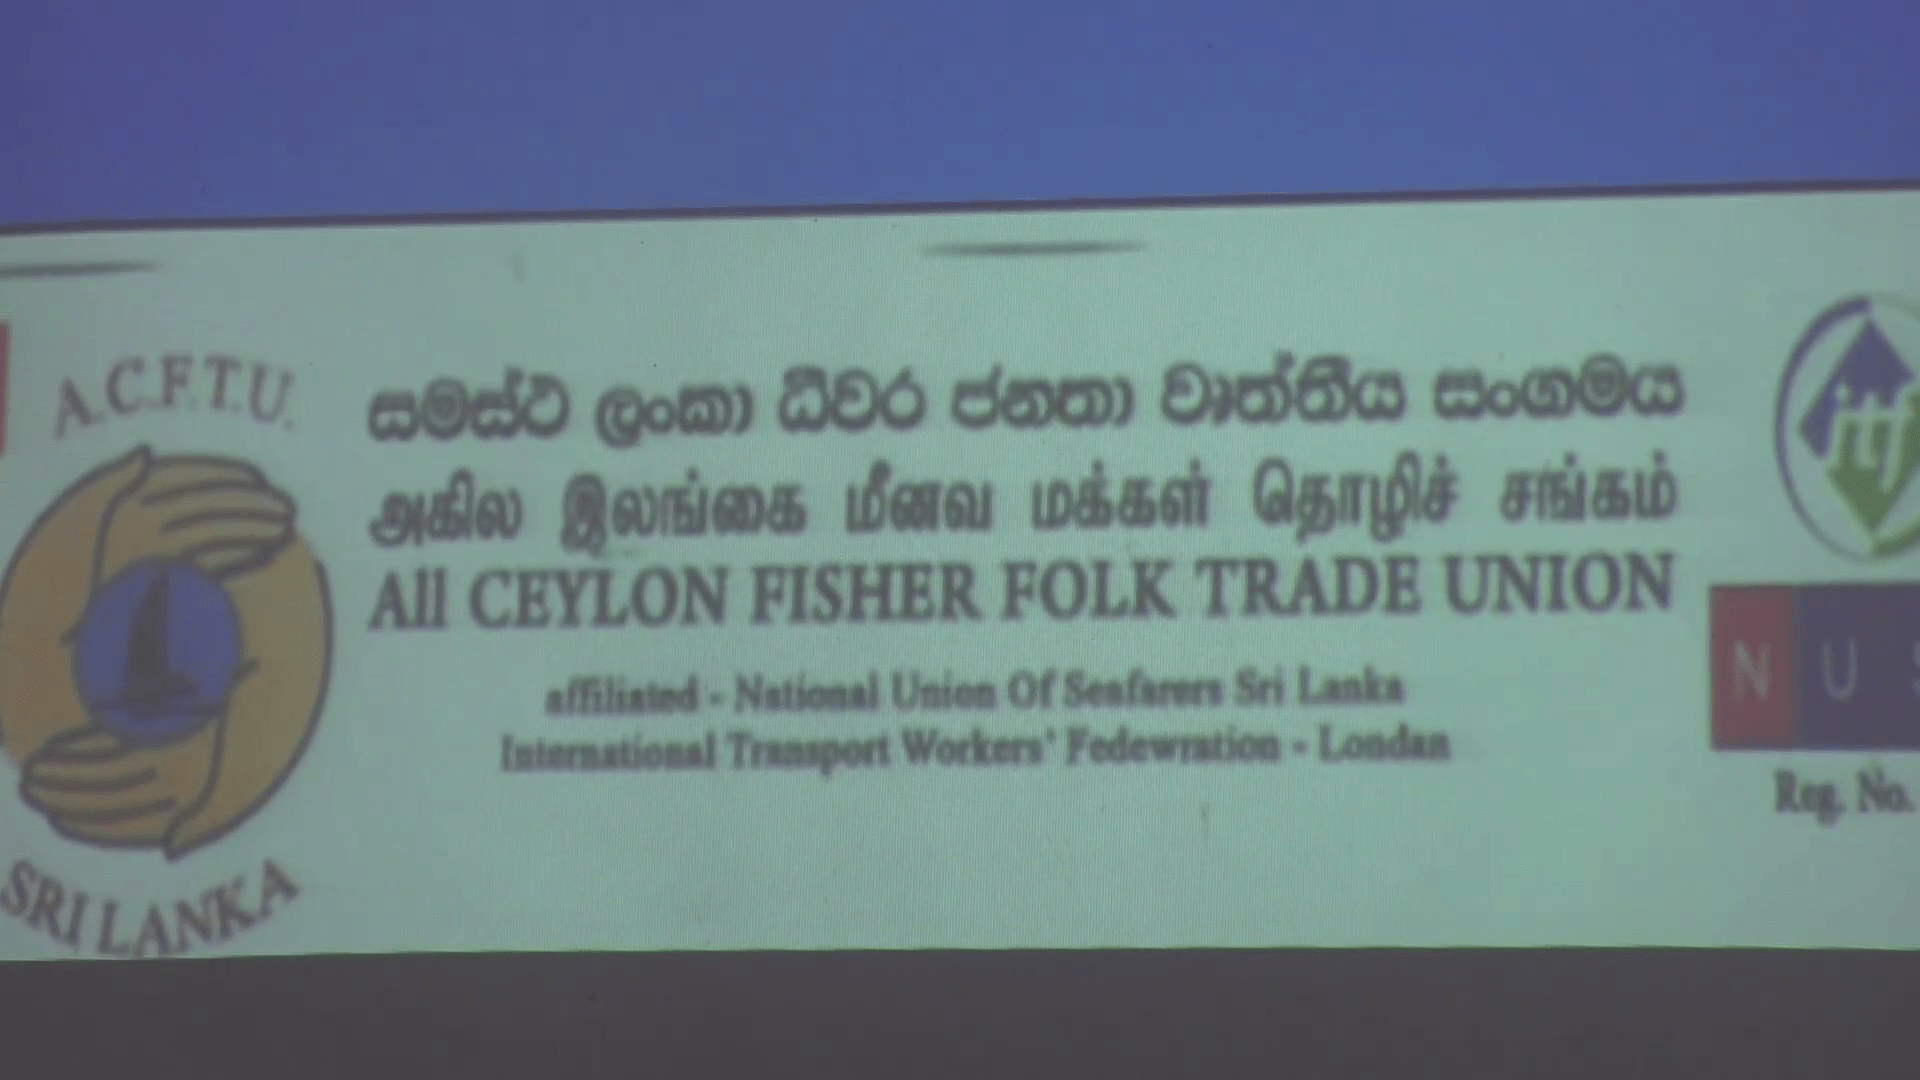 A.C.F.T.U.
සමස්ථ ලංකා ධීවර ජනතා වෘත්තීය සංගමය
அகில இலங்கை மீனவ மக்கள் தொழிச் சங்கம்
All CEYLON FISHER FOLK TRADE UNION
affiliated - National Union Of Seafarers Sri Lanka
International Transport Workers' Fedewration - Londan
SRI LANKA
itf
N U S
Reg. No.